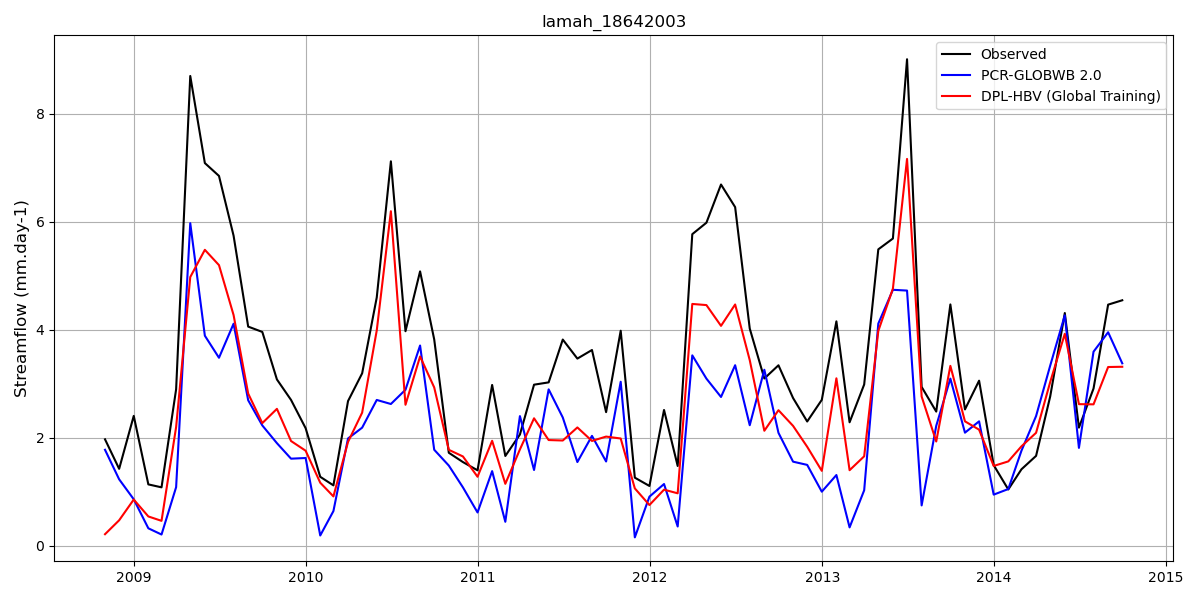 lamah_18642003
Observed
PCR-GLOBWB 2.0
DPL-HBV (Global Training)
Streamflow (mm.day-1)
8
6
4
2
0
2009
2010
2011
2012
2013
2014
2015